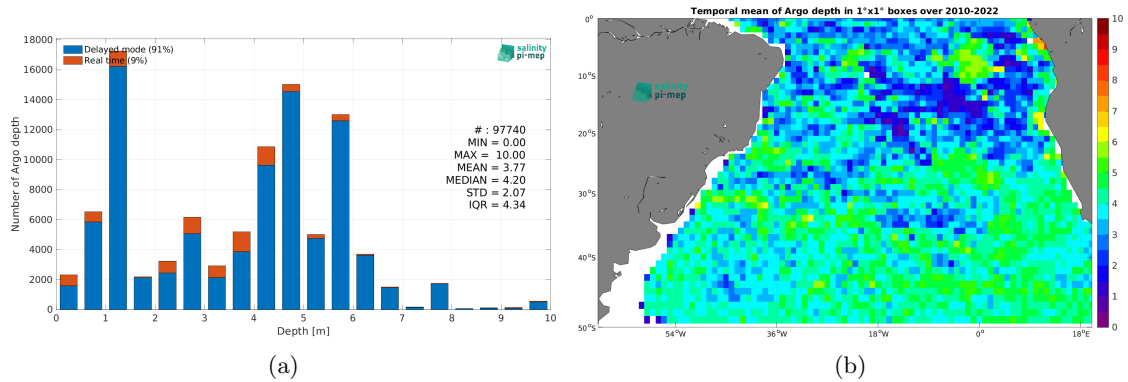 18000
16000
14000
12000
10000
8000
6000
4000
2000
0
Number of Argo depth
Delayed mode (91%)
Real time (9%)
salinity
pi-mep
# : 97740
MIN = 0.00
MAX = 10.00
MEAN = 3.77
MEDIAN = 4.20
STD = 2.07
IQR = 4.34
0 1 2 3 4 5 6 7 8 9 10
Depth [m]
(a)
Temporal mean of Argo depth in 1°x1° boxes over 2010-2022
0°
10°S
20°S
30°S
40°S
50°S
salinity
pi-mep
54°W 36°W 18°W 0° 18°E
10
9
8
7
6
5
4
3
2
1
0
(b)